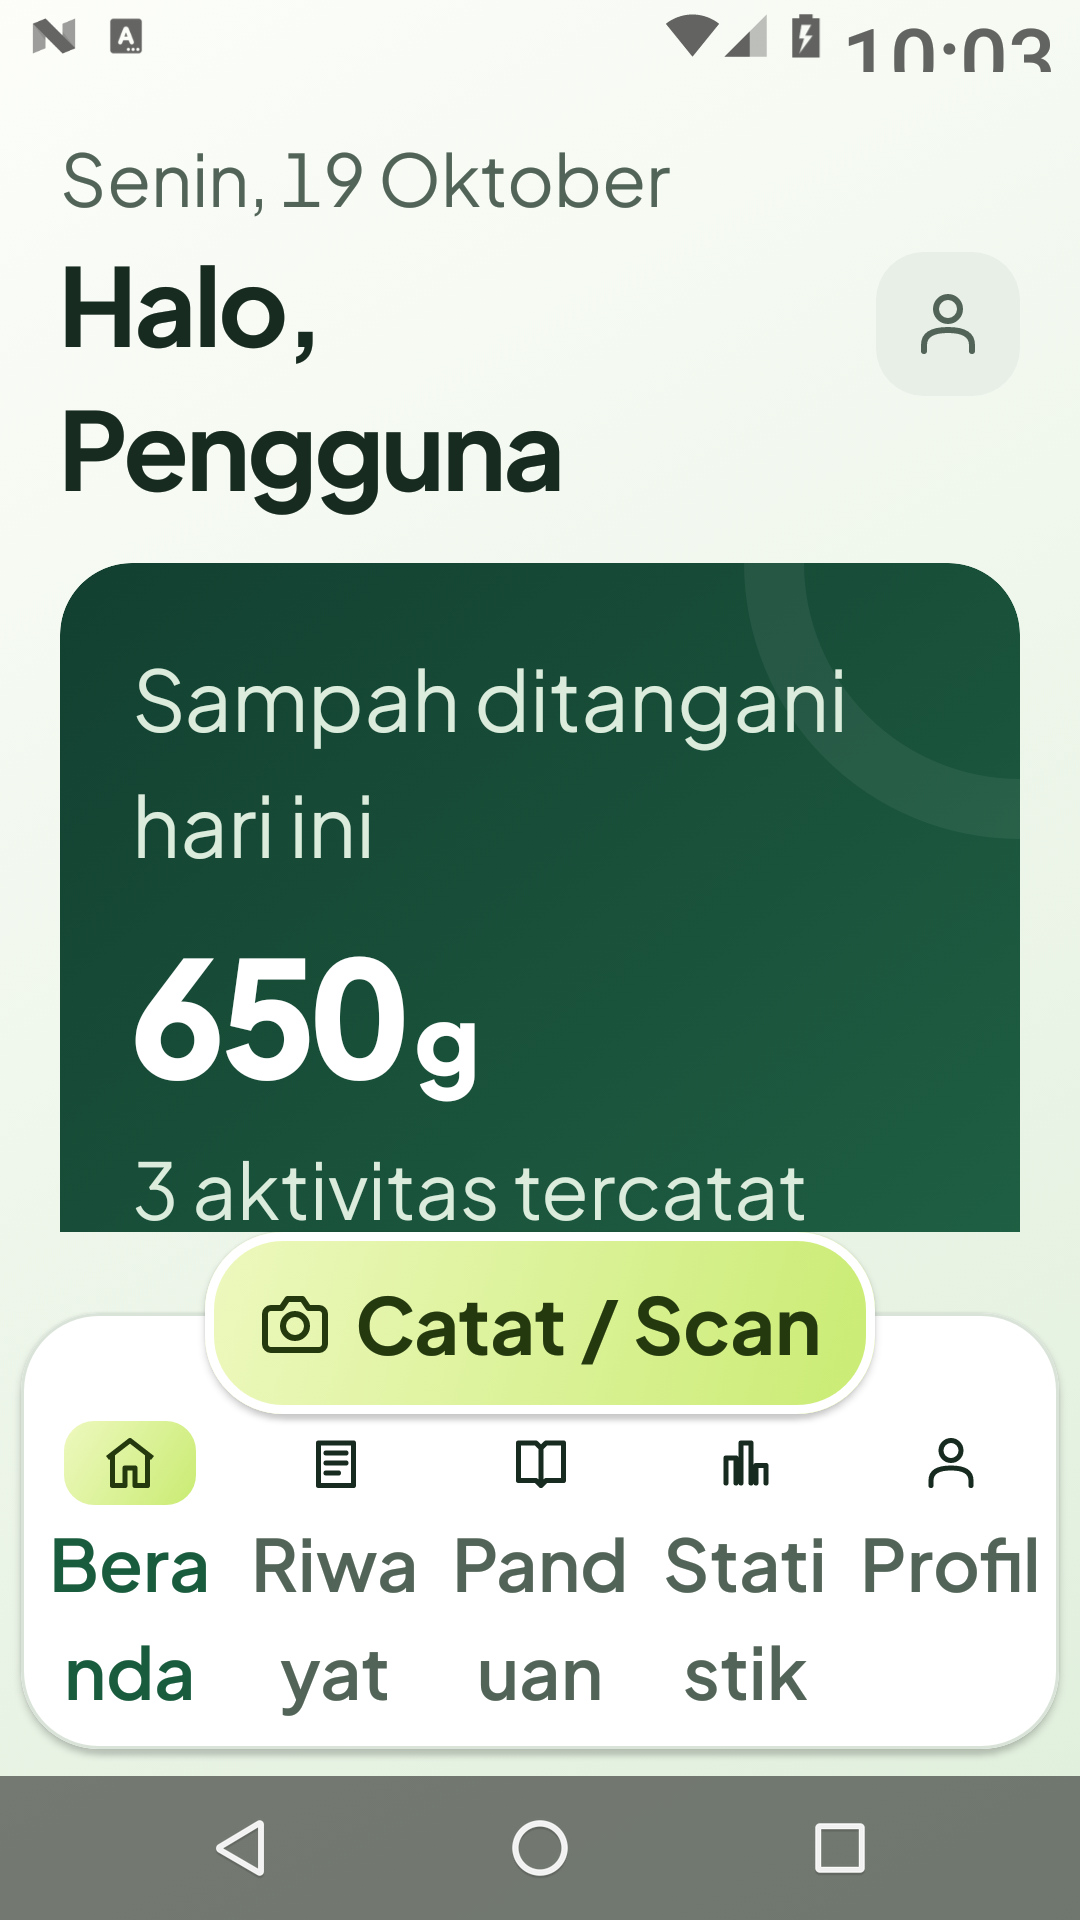 10:03
Senin, 19 Oktober
Halo,
Pengguna
Sampah ditangani
hari ini
650g
3 aktivitas tercatat
Catat / Scan
Bera
nda
Riwa
yat
Pand
uan
Stati
stik
Profil